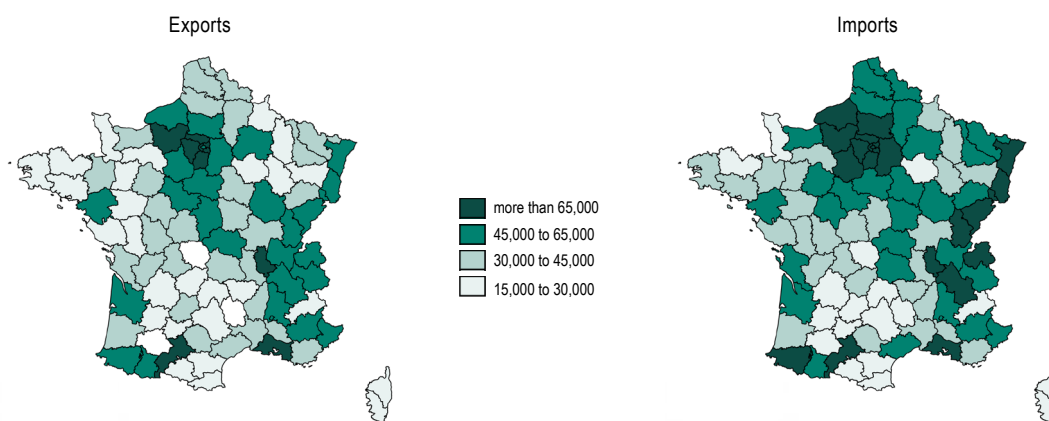 Exports
Imports
more than 65,000
45,000 to 65,000
30,000 to 45,000
15,000 to 30,000